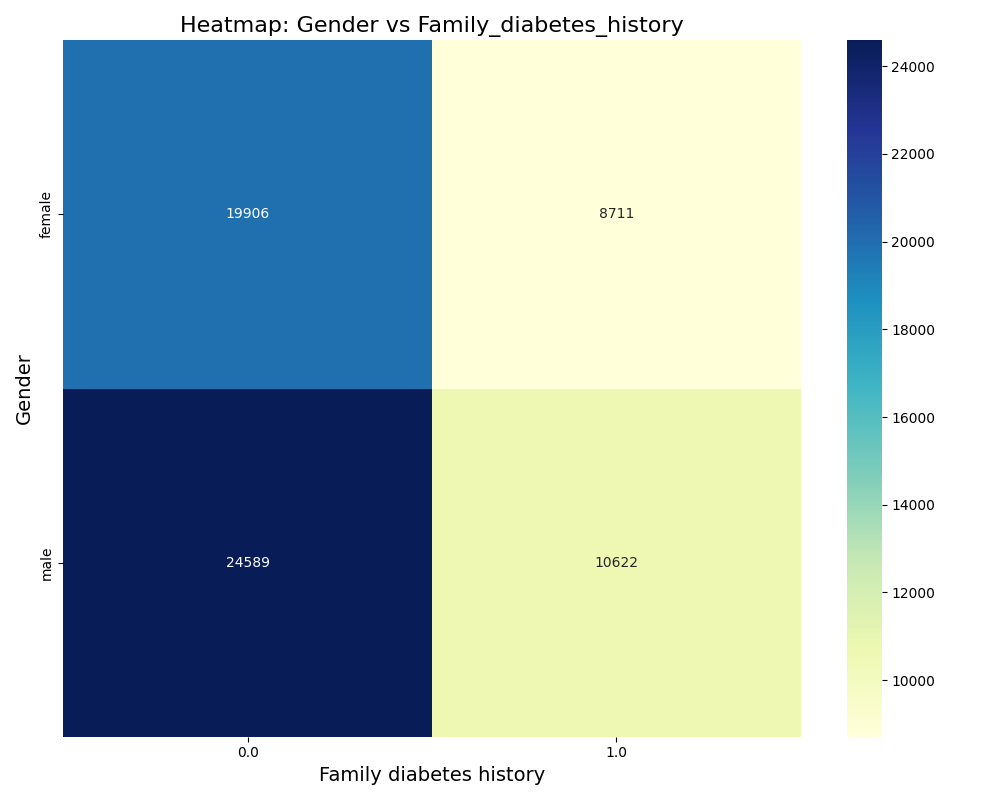 Heatmap: Gender vs Family_diabetes_history
Gender
female
male
19906
8711
24589
10622
0.0
1.0
Family diabetes history
24000
22000
20000
18000
16000
14000
12000
10000